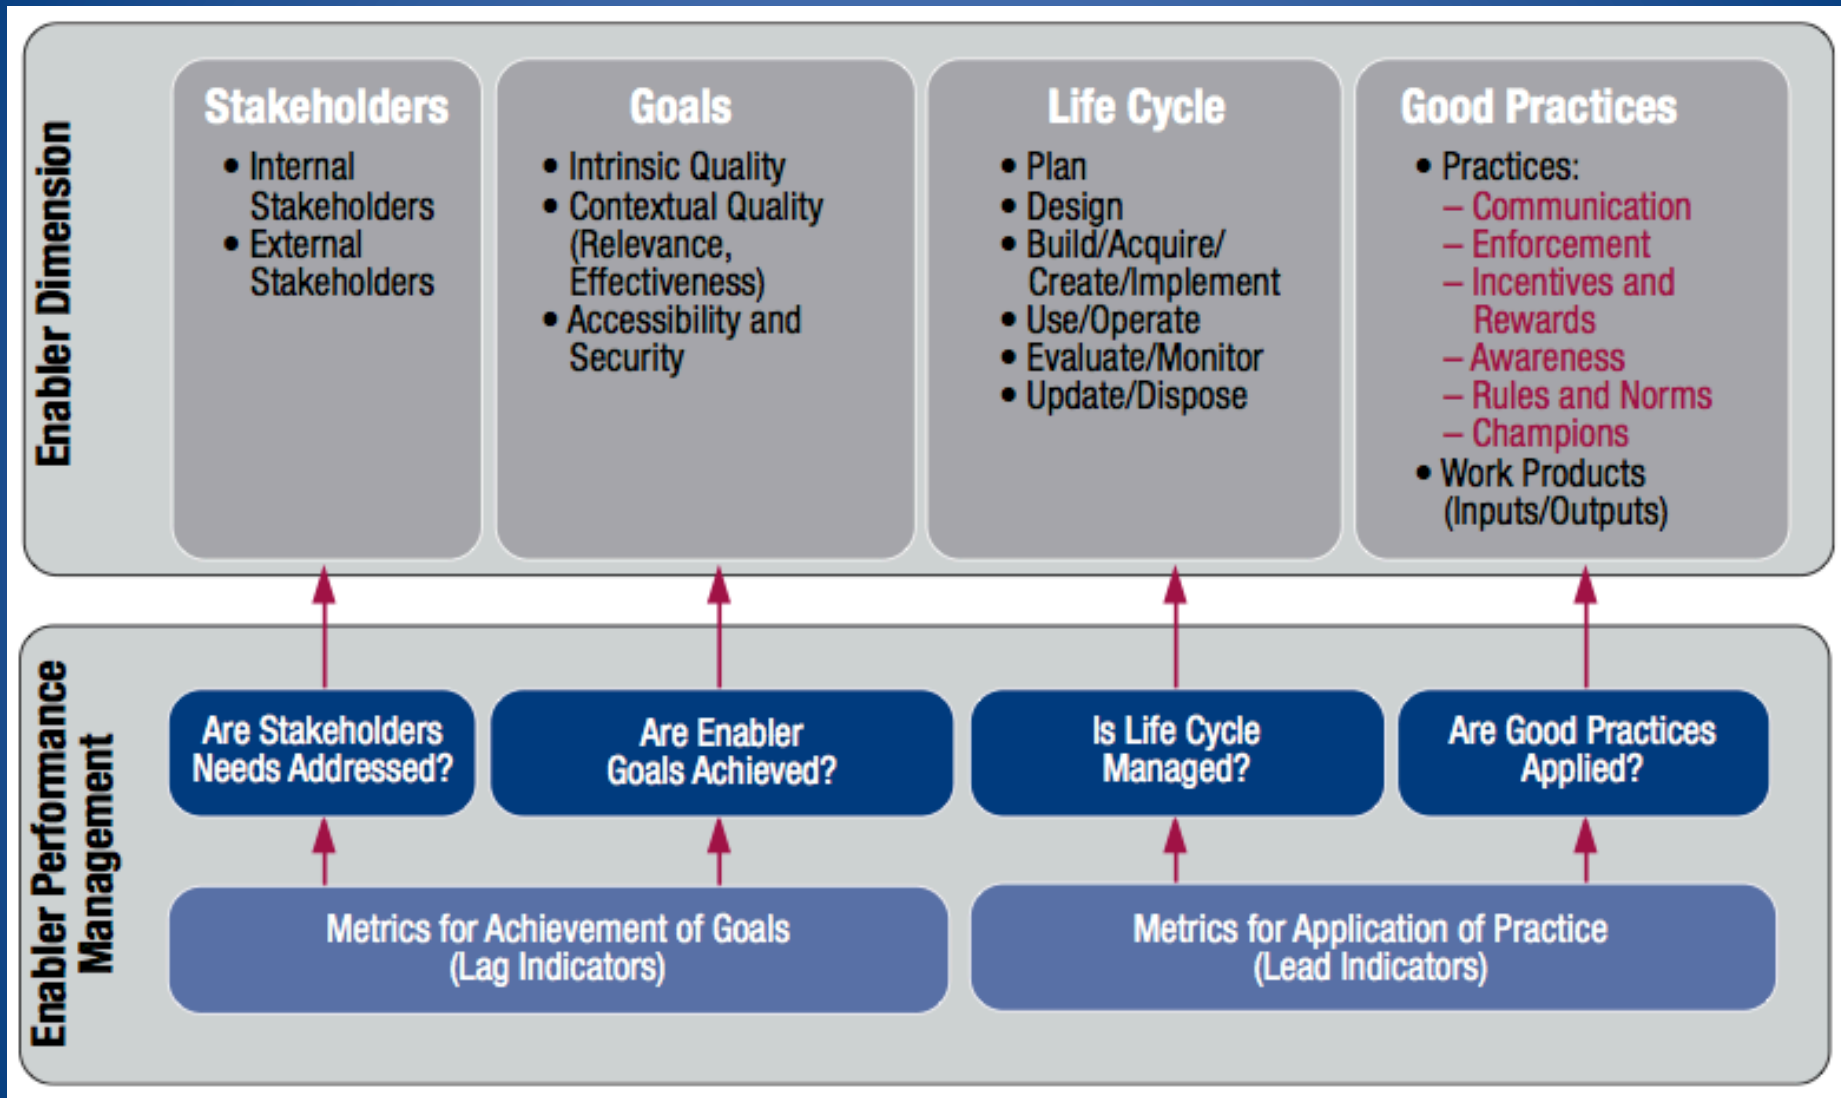 Enabler Dimension
Stakeholders
• Internal
Stakeholders
• External
Stakeholders
Goals
• Intrinsic Quality
• Contextual Quality
(Relevance,
Effectiveness)
• Accessibility and
Security
Life Cycle
• Plan
• Design
• Build/Acquire/
Create/Implement
• Use/Operate
• Evaluate/Monitor
• Update/Dispose
Good Practices
• Practices:
– Communication
– Enforcement
– Incentives and
Rewards
– Awareness
– Rules and Norms
– Champions
• Work Products
(Inputs/Outputs)
Enabler Performance
Management
Are Stakeholders
Needs Addressed?
Are Enabler
Goals Achieved?
Is Life Cycle
Managed?
Are Good Practices
Applied?
Metrics for Achievement of Goals
(Lag Indicators)
Metrics for Application of Practice
(Lead Indicators)